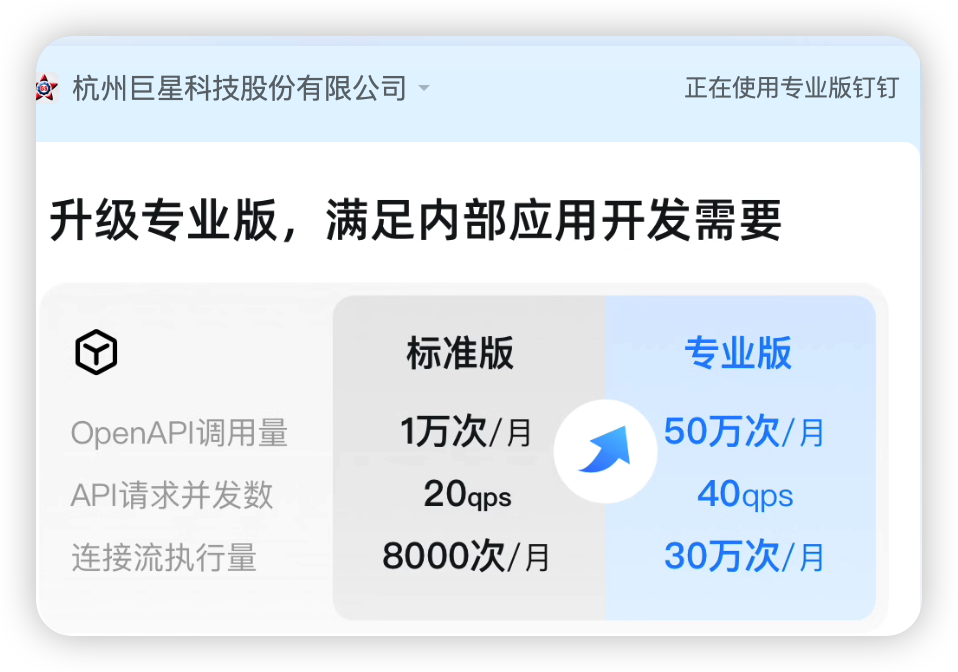 杭州巨星科技股份有限公司 正在使用专业版钉钉
升级专业版，满足内部应用开发需要
标准版 专业版
OpenAPI调用量 1万次/月 50万次/月
API请求并发数 20qps 40qps
连接流执行量 8000次/月 30万次/月